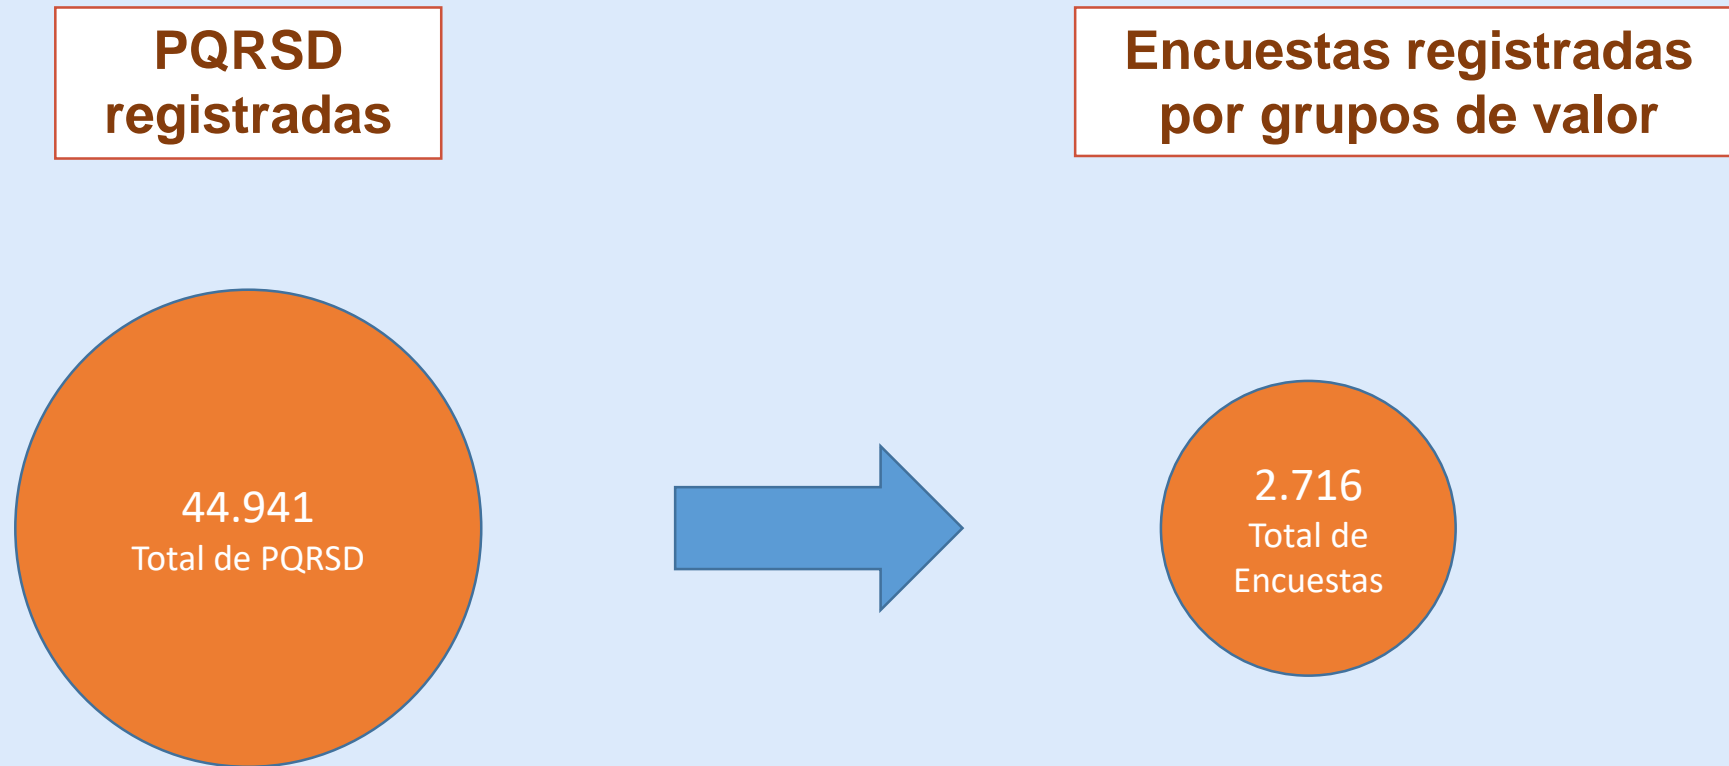 PQRSD
registradas
Encuestas registradas
por grupos de valor
44.941
Total de PQRSD
2.716
Total de
Encuestas